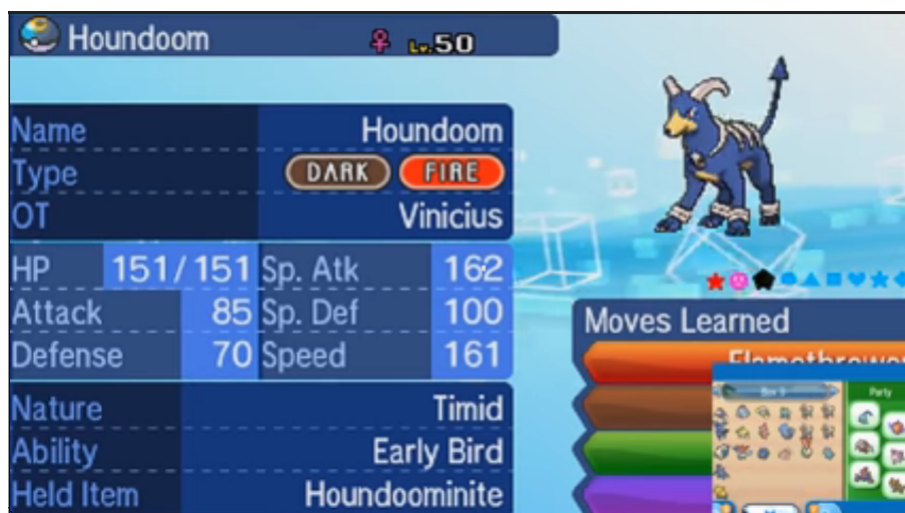 Houndoom ♀ Lv.50
Name Houndoom
Type DARK FIRE
OT Vinicius
HP 151/151 Sp. Atk 162
Attack 85 Sp. Def 100
Defense 70 Speed 161
Moves Learned
Flamethrower
Nature Timid
Ability Early Bird
Held Item Houndoominite
Party